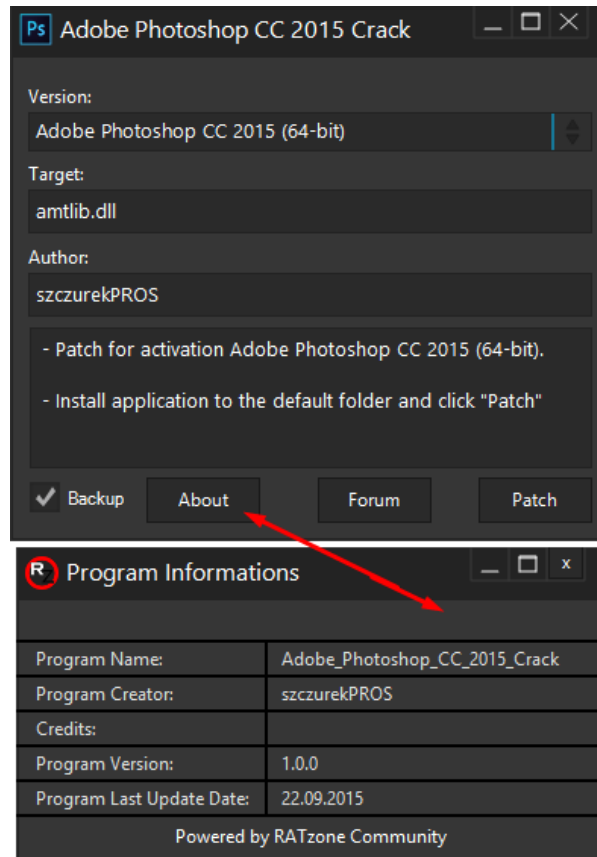 Ps Adobe Photoshop CC 2015 Crack
Version:
Adobe Photoshop CC 2015 (64-bit)
Target:
amtlib.dll
Author:
szczurekPROS
- Patch for activation Adobe Photoshop CC 2015 (64-bit).
- Install application to the default folder and click "Patch"
Backup About Forum Patch
Rz Program Informations x
Program Name: Adobe_Photoshop_CC_2015_Crack
Program Creator: szczurekPROS
Credits:
Program Version: 1.0.0
Program Last Update Date: 22.09.2015
Powered by RATzone Community